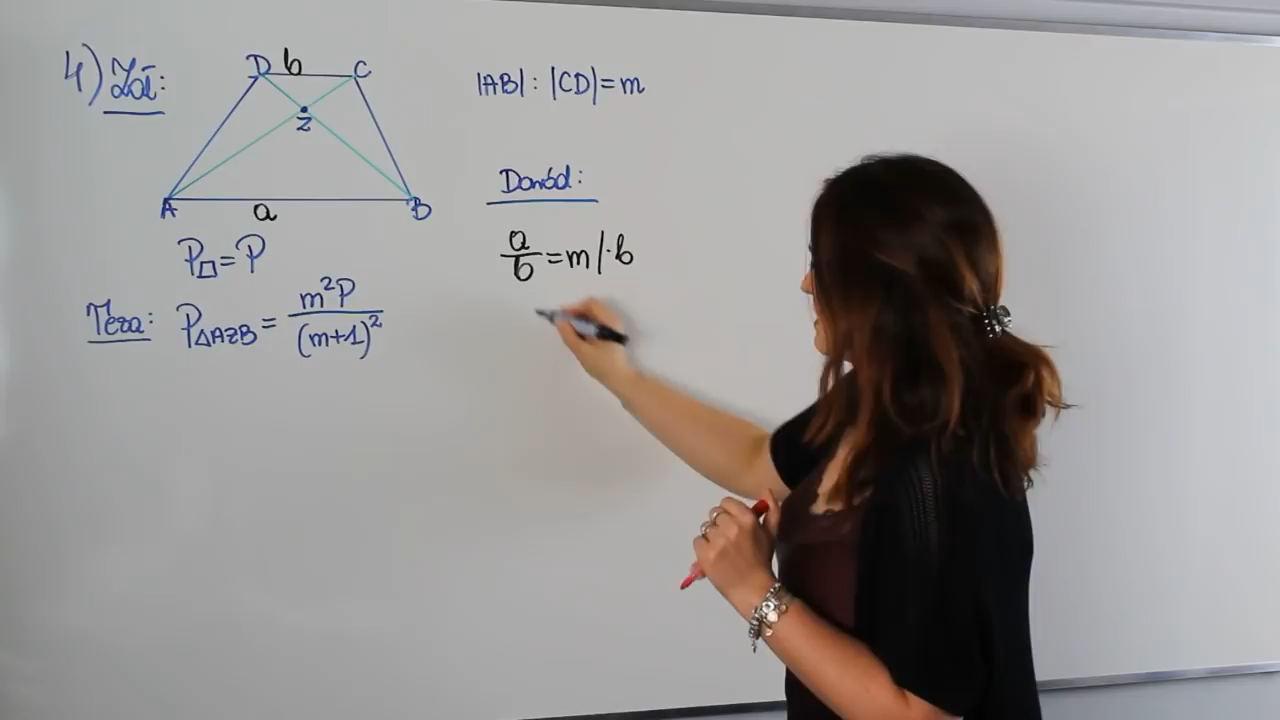 4) Zał:
D b C
Z
A a B
P□ = P
Teza: P△AZB = m²P / (m+1)²
|AB| : |CD| = m
Dowód:
a/b = m /·b